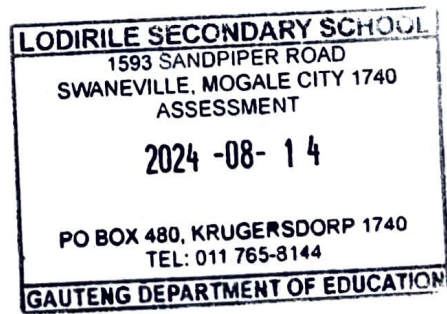 LODIRILE SECONDARY SCHOOL
1593 SANDPIPER ROAD
SWANEVILLE, MOGALE CITY 1740
ASSESSMENT
2024 -08- 14
PO BOX 480, KRUGERSDORP 1740
TEL: 011 765-8144
GAUTENG DEPARTMENT OF EDUCATION